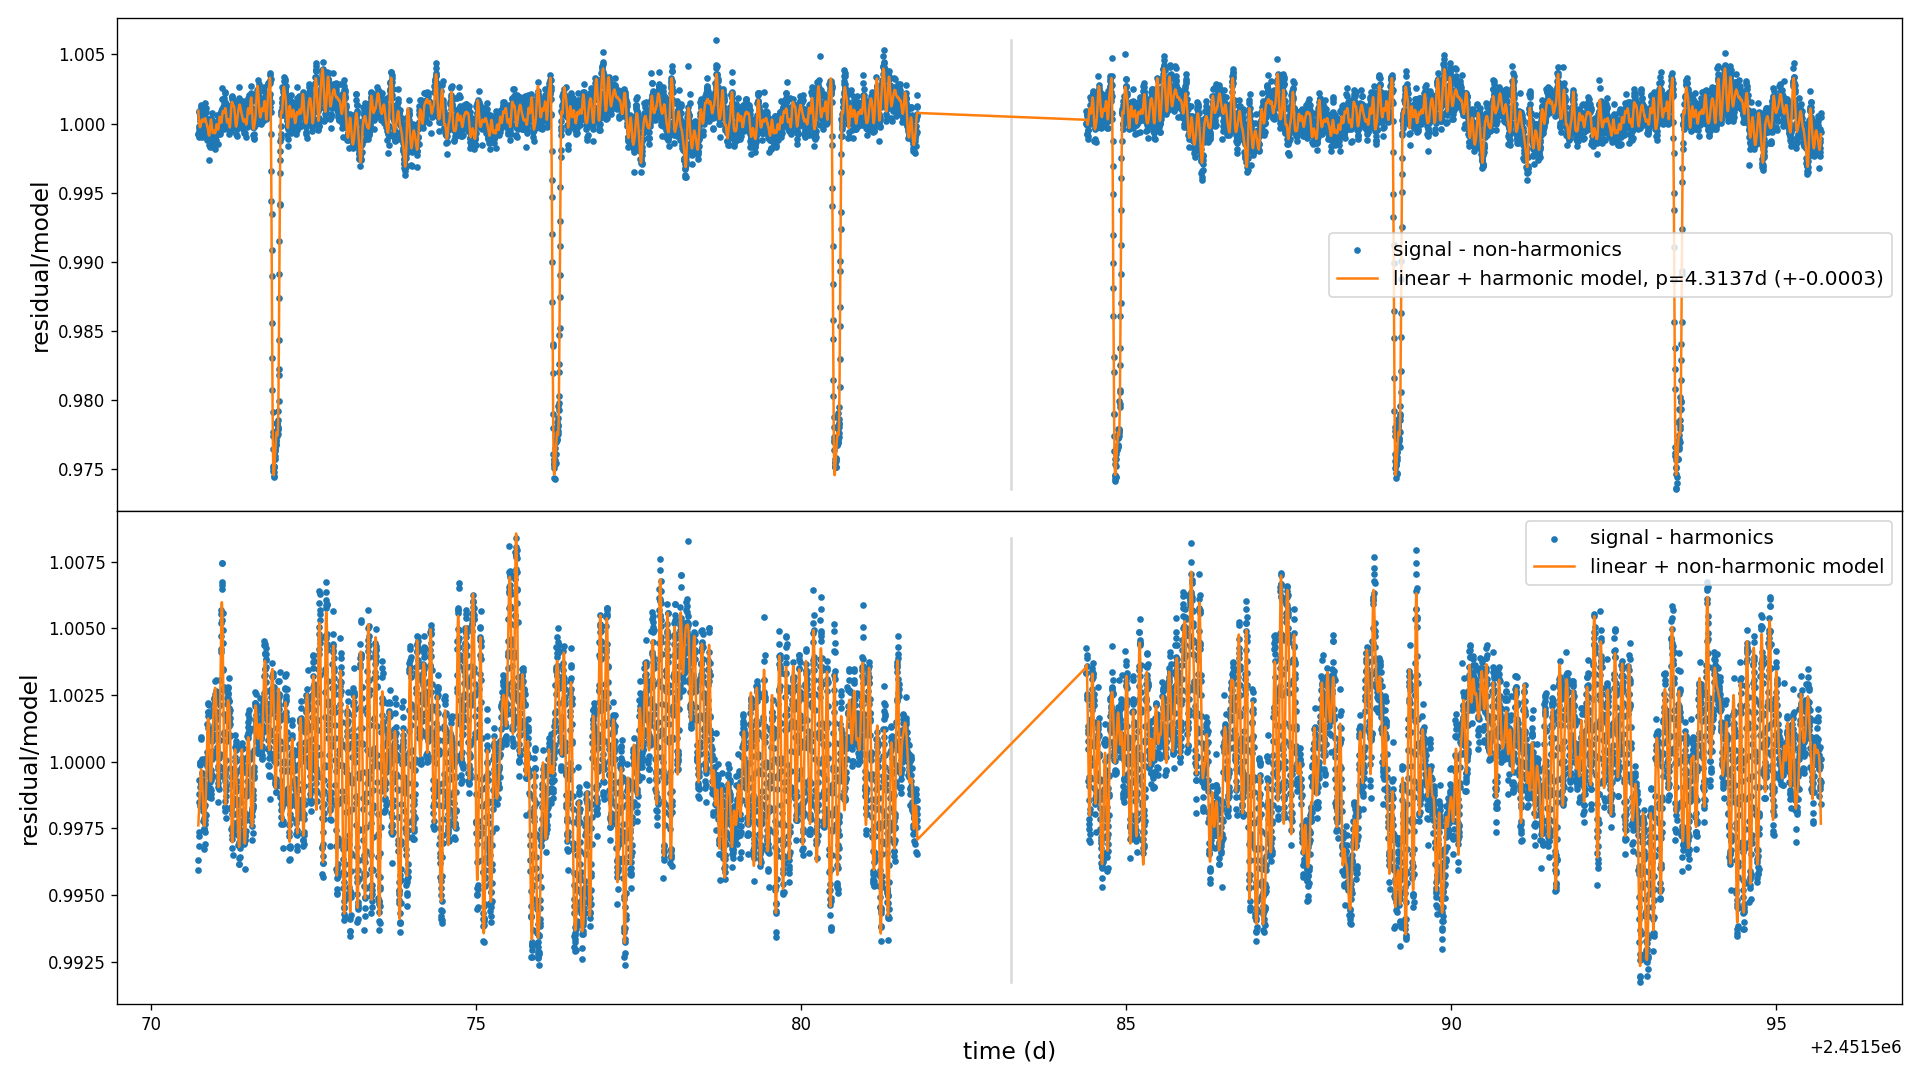 1.005
1.000
0.995
0.990
0.985
0.980
0.975
residual/model
signal - non-harmonics
linear + harmonic model, p=4.3137d (+-0.0003)
1.0075
1.0050
1.0025
1.0000
0.9975
0.9950
0.9925
residual/model
signal - harmonics
linear + non-harmonic model
70
75
80
85
90
95
time (d)
+2.4515e6